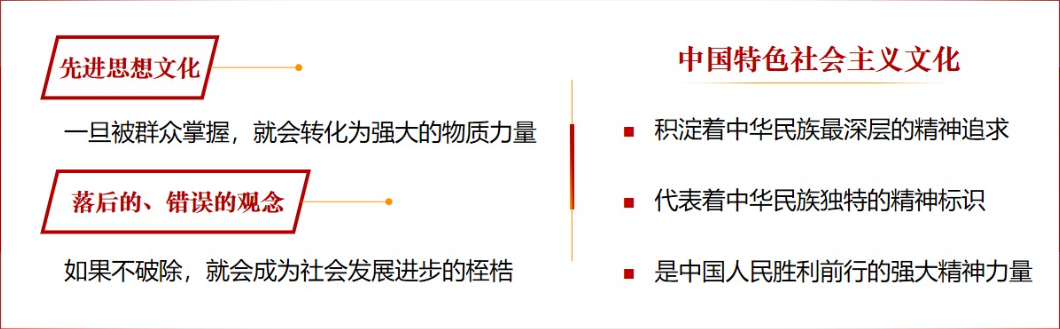 先进思想文化
一旦被群众掌握，就会转化为强大的物质力量
落后的、错误的观念
如果不破除，就会成为社会发展进步的桎梏
中国特色社会主义文化
积淀着中华民族最深层的精神追求
代表着中华民族独特的精神标识
是中国人民胜利前行的强大精神力量